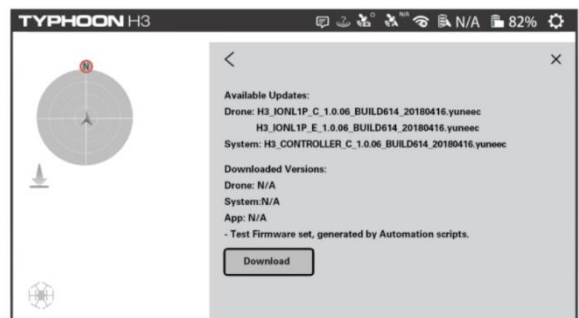 TYPHOON H3
N/A
N/A 82%
N
Available Updates:
Drone: H3_IONL1P_C_1.0.06_BUILD614_20180416.yuneec
H3_IONL1P_E_1.0.06_BUILD614_20180416.yuneec
System: H3_CONTROLLER_C_1.0.06_BUILD614_20180416.yuneec
Downloaded Versions:
Drone: N/A
System:N/A
App: N/A
- Test Firmware set, generated by Automation scripts.
Download